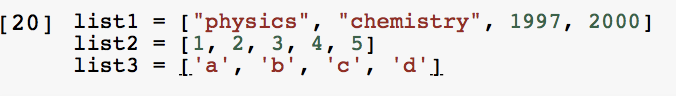 [20] list1 = ["physics", "chemistry", 1997, 2000]
list2 = [1, 2, 3, 4, 5]
list3 = ['a', 'b', 'c', 'd']